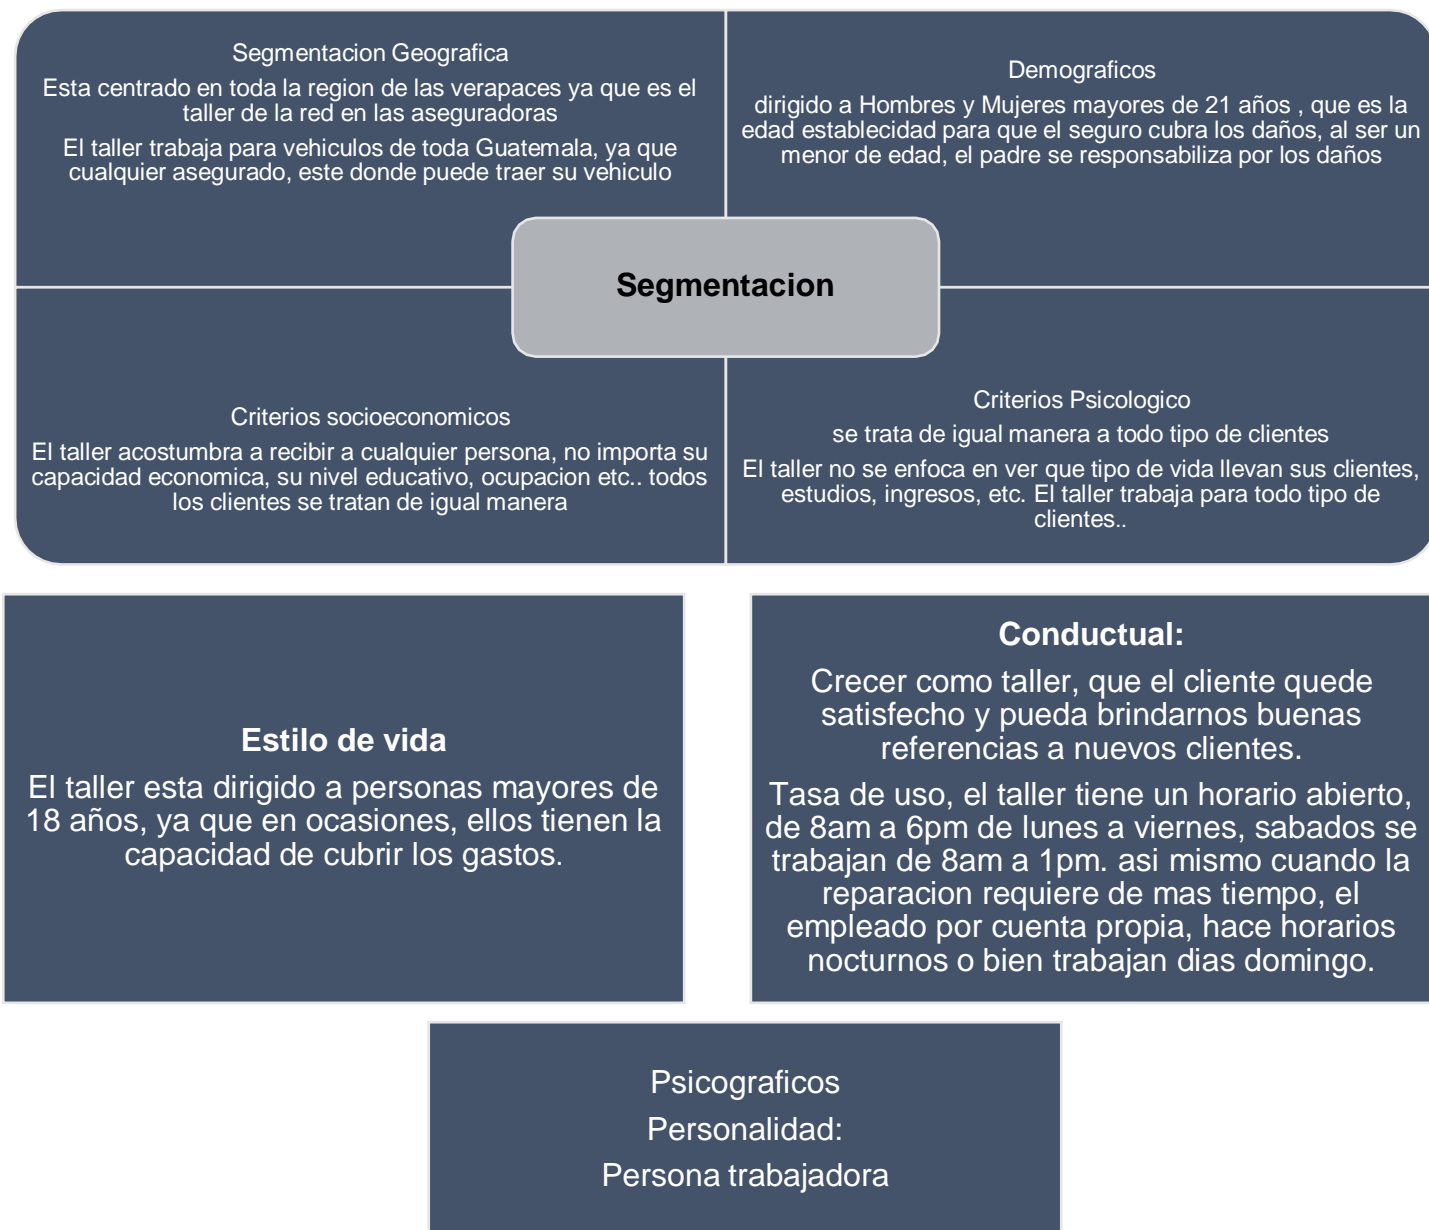 Segmentacion Geografica
Esta centrado en toda la region de las verapaces ya que es el
taller de la red en las aseguradoras
El taller trabaja para vehiculos de toda Guatemala, ya que
cualquier asegurado, este donde puede traer su vehiculo
Demograficos
dirigido a Hombres y Mujeres mayores de 21 años , que es la
edad establecidad para que el seguro cubra los daños, al ser un
menor de edad, el padre se responsabiliza por los daños
Segmentacion
Criterios socioeconomicos
El taller acostumbra a recibir a cualquier persona, no importa su
capacidad economica, su nivel educativo, ocupacion etc.. todos
los clientes se tratan de igual manera
Criterios Psicologico
se trata de igual manera a todo tipo de clientes
El taller no se enfoca en ver que tipo de vida llevan sus clientes,
estudios, ingresos, etc. El taller trabaja para todo tipo de
clientes..
Estilo de vida
El taller esta dirigido a personas mayores de
18 años, ya que en ocasiones, ellos tienen la
capacidad de cubrir los gastos.
Conductual:
Crecer como taller, que el cliente quede
satisfecho y pueda brindarnos buenas
referencias a nuevos clientes.
Tasa de uso, el taller tiene un horario abierto,
de 8am a 6pm de lunes a viernes, sabados se
trabajan de 8am a 1pm. asi mismo cuando la
reparacion requiere de mas tiempo, el
empleado por cuenta propia, hace horarios
nocturnos o bien trabajan dias domingo.
Psicograficos
Personalidad:
Persona trabajadora